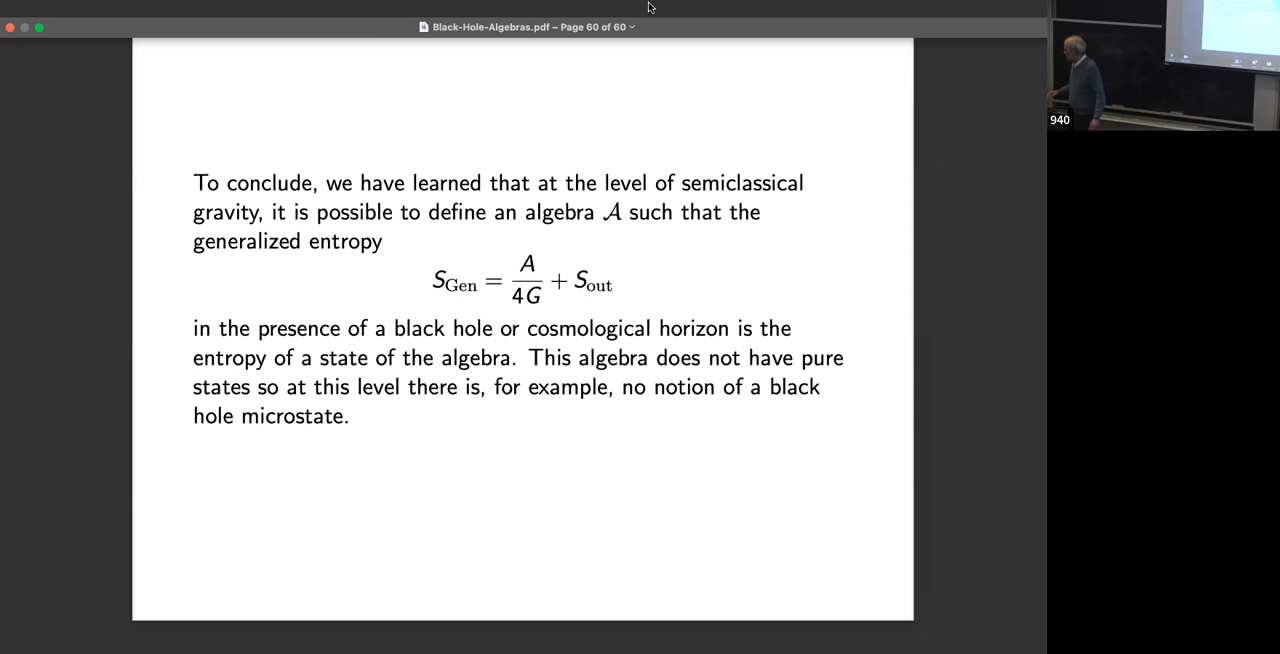 Black-Hole-Algebras.pdf – Page 60 of 60
To conclude, we have learned that at the level of semiclassical
gravity, it is possible to define an algebra 𝒜 such that the
generalized entropy
S_Gen = A/4G + S_out
in the presence of a black hole or cosmological horizon is the
entropy of a state of the algebra. This algebra does not have pure
states so at this level there is, for example, no notion of a black
hole microstate.
940